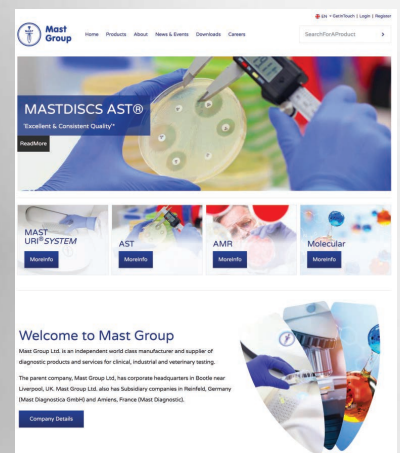 En GetInTouch | Login | Register
Mast Group
Home Products About News & Events Downloads Careers
SearchForAProduct
MASTDISCS AST®
'Excellent & Consistent Quality'*
ReadMore
MAST
URI®SYSTEM
MoreInfo
AST
MoreInfo
AMR
MoreInfo
Molecular
MoreInfo
Welcome to Mast Group
Mast Group Ltd. is an independent world class manufacturer and supplier of
diagnostic products and services for clinical, industrial and veterinary testing.
The parent company, Mast Group Ltd, has corporate headquarters in Bootle near
Liverpool, UK. Mast Group Ltd. also has Subsidiary companies in Reinfeld, Germany
(Mast Diagnostica GmbH) and Amiens, France (Mast Diagnostic).
Company Details